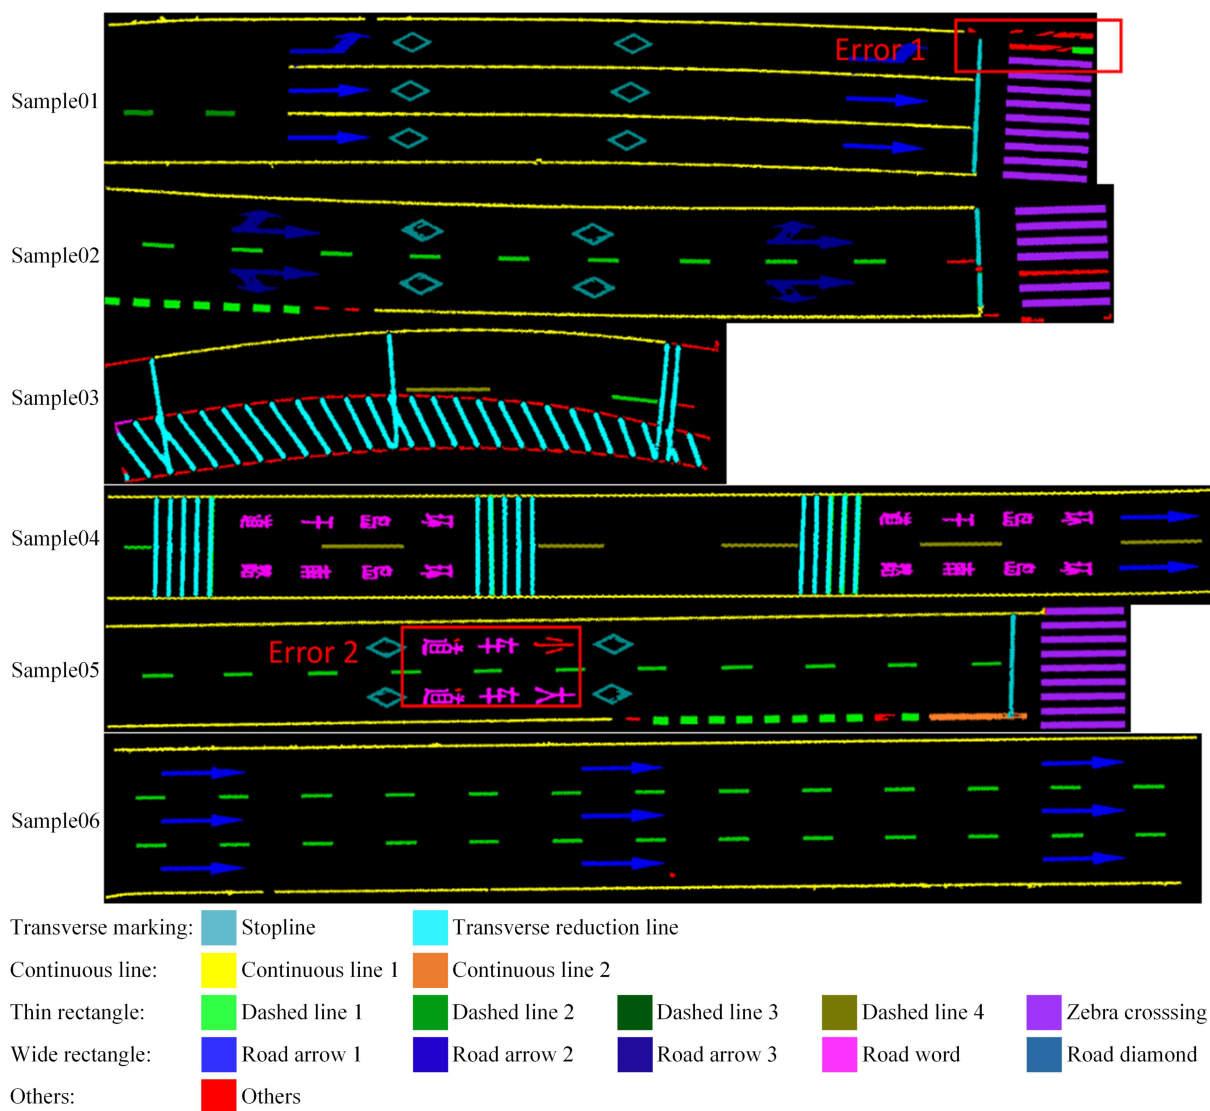 Sample01
Error 1
Sample02
Sample03
Sample04
Sample05
Error 2
Sample06
Transverse marking: Stopline Transverse reduction line
Continuous line: Continuous line 1 Continuous line 2
Thin rectangle: Dashed line 1 Dashed line 2 Dashed line 3 Dashed line 4 Zebra crosssing
Wide rectangle: Road arrow 1 Road arrow 2 Road arrow 3 Road word Road diamond
Others: Others